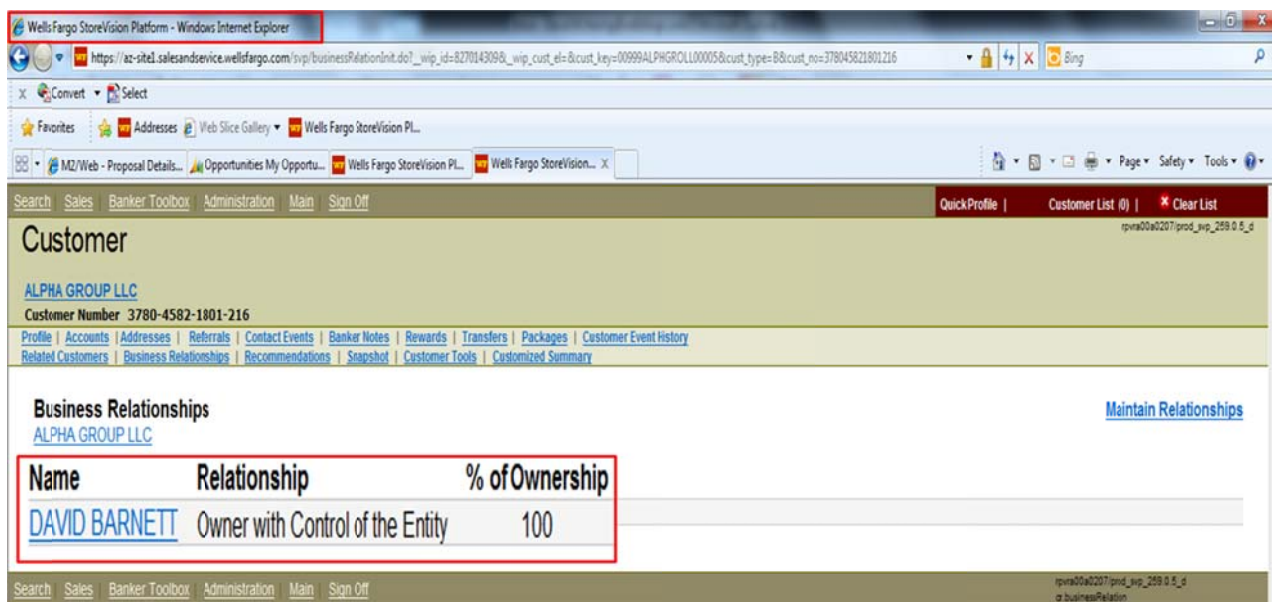 WellsFargo StoreVision Platform - Windows Internet Explorer
https://az-site1.salesandservice.wellsfargo.com/svp/businessRelationInit.do?_wip_id=827014309&_wip_cust_el=&cust_key=00999ALPHGROLL00005&cust_type=B&cust_no=378045821801216 Bing
x Convert Select
Favorites Addresses Web Slice Gallery Wells Fargo StoreVision Pl...
M2/Web - Proposal Details... Opportunities My Opportu... Wells Fargo StoreVision Pl... Wells Fargo StoreVision... X Page Safety Tools
Search | Sales | Banker Toolbox | Administration | Main | Sign Off QuickProfile | Customer List (0) | Clear List
Customer rpvra00a0207/prod_svp_259.0.5_d
ALPHA GROUP LLC
Customer Number 3780-4582-1801-216
Profile | Accounts | Addresses | Referrals | Contact Events | Banker Notes | Rewards | Transfers | Packages | Customer Event History
Related Customers | Business Relationships | Recommendations | Snapshot | Customer Tools | Customized Summary
Business Relationships Maintain Relationships
ALPHA GROUP LLC
Name Relationship % of Ownership
DAVID BARNETT Owner with Control of the Entity 100
Search | Sales | Banker Toolbox | Administration | Main | Sign Off rpvra00a0207/prod_svp_259.0.5_d
cr.businessRelation